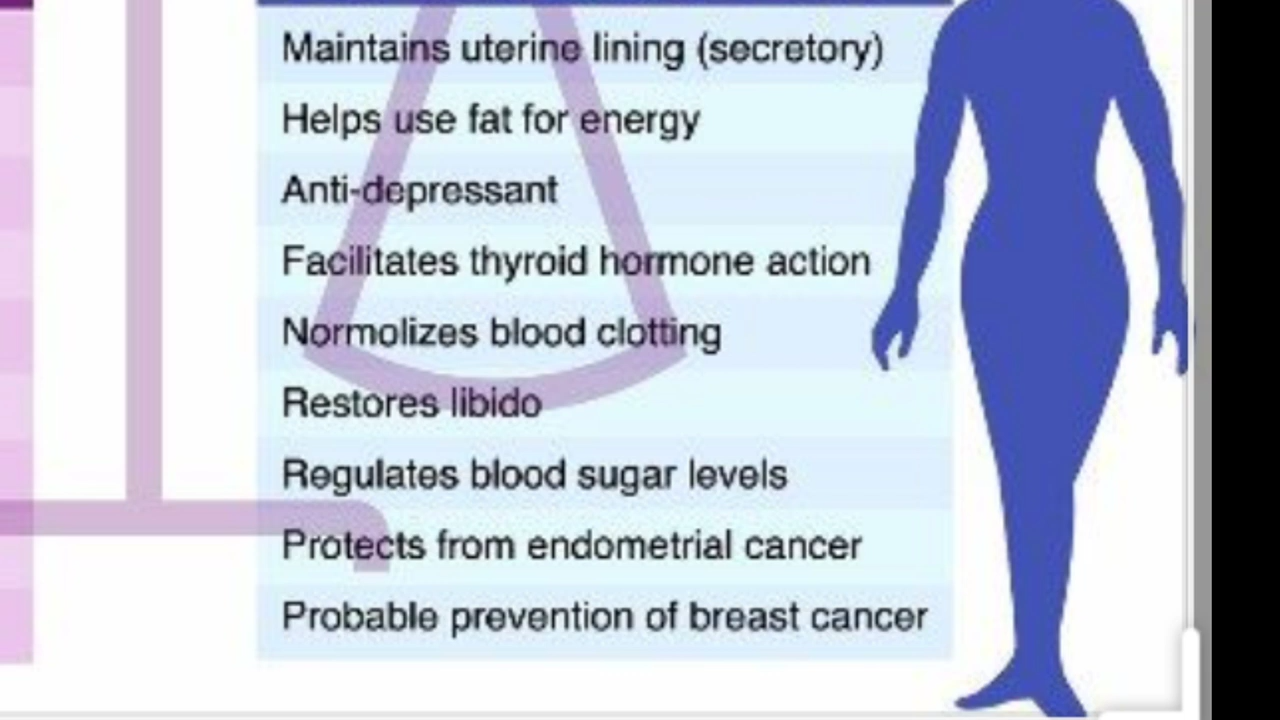 Maintains uterine lining (secretory)
Helps use fat for energy
Anti-depressant
Facilitates thyroid hormone action
Normolizes blood clotting
Restores libido
Regulates blood sugar levels
Protects from endometrial cancer
Probable prevention of breast cancer